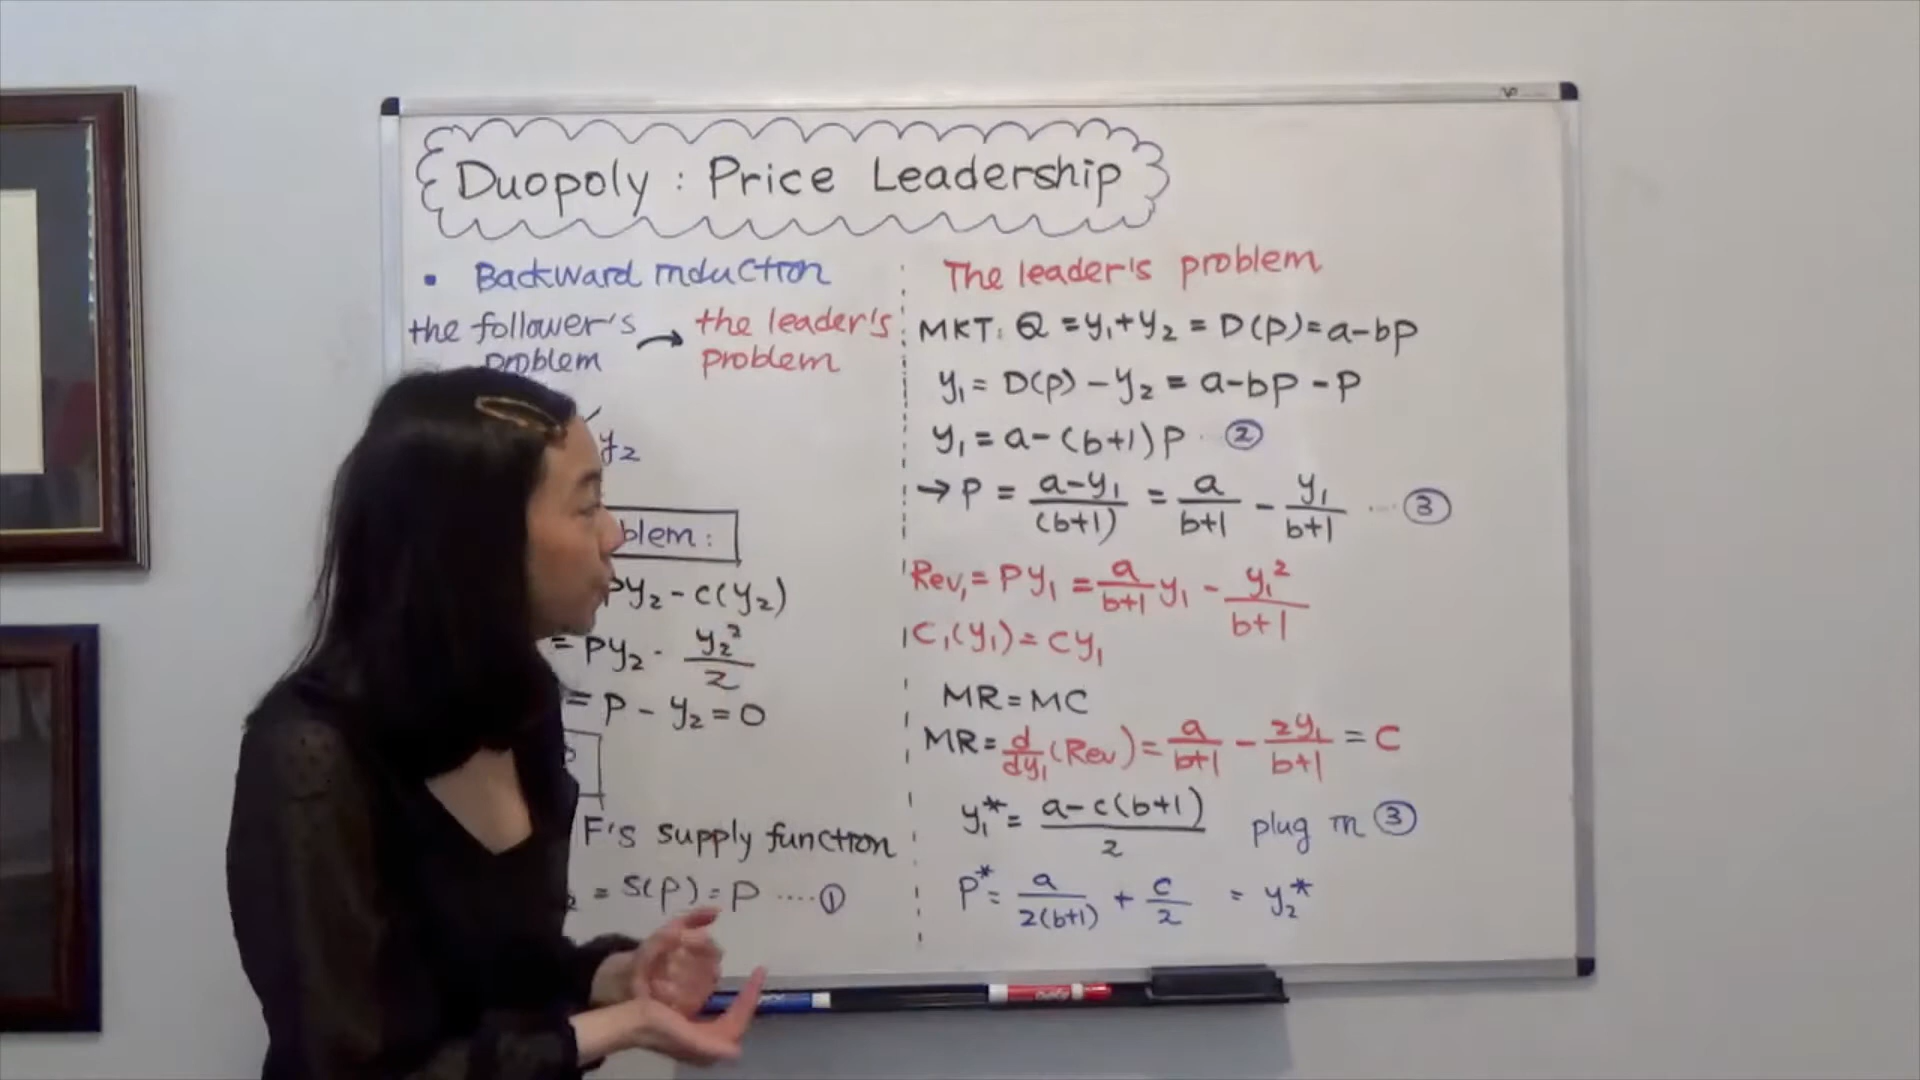 Duopoly : Price Leadership
• Backward induction
the follower's problem → the leader's problem
y₂
blem :
py₂ - c(y₂)
= py₂ - y₂²/2
= p - y₂ = 0
F's supply function
₂ = S(p) = p ....①
The leader's problem
MKT: Q = y₁+y₂ = D(p) = a-bp
y₁ = D(p) - y₂ = a-bp - p
y₁ = a-(b+1)p ... ②
→ p = a-y₁/(b+1) = a/b+1 - y₁/b+1 ... ③
Rev₁ = py₁ = a/b+1 y₁ - y₁²/b+1
C₁(y₁) = cy₁
MR = MC
MR = d/dy₁ (Rev) = a/b+1 - 2y₁/b+1 = c
y₁* = a-c(b+1)/2 plug in ③
p* = a/2(b+1) + c/2 = y₂*